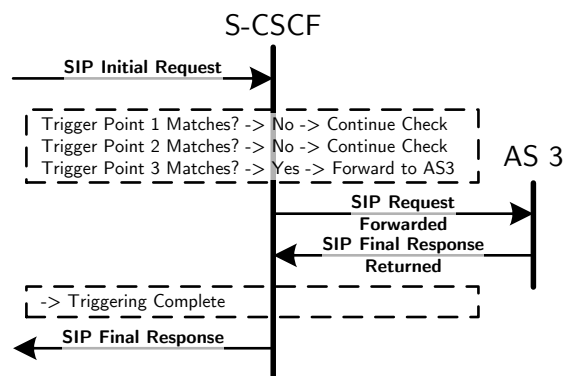 S-CSCF
SIP Initial Request
Trigger Point 1 Matches? -> No -> Continue Check
Trigger Point 2 Matches? -> No -> Continue Check
Trigger Point 3 Matches? -> Yes -> Forward to AS3
AS 3
SIP Request
Forwarded
SIP Final Response
Returned
-> Triggering Complete
SIP Final Response